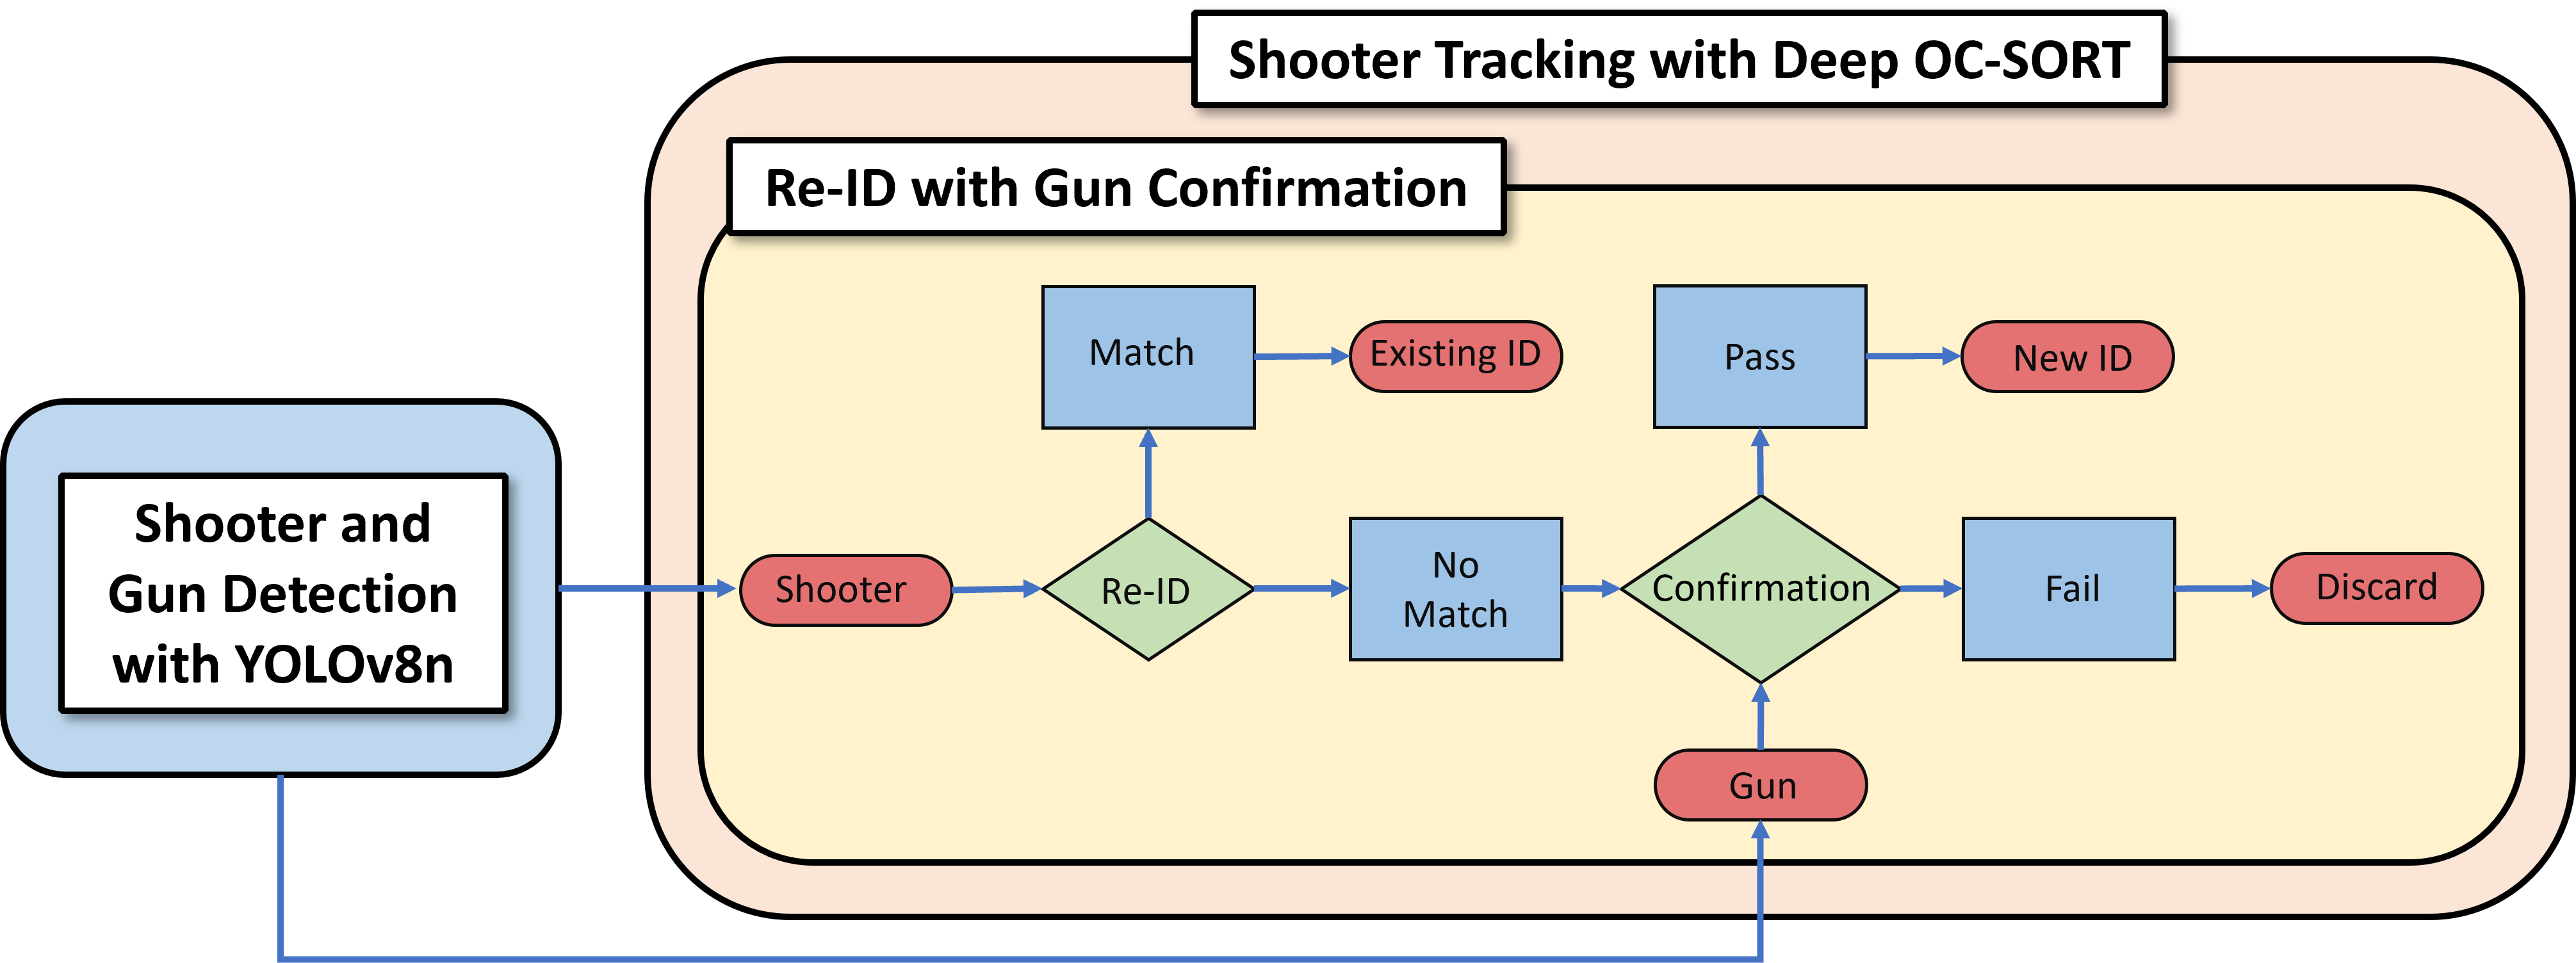 Shooter Tracking with Deep OC-SORT
Re-ID with Gun Confirmation
Match
Existing ID
Pass
New ID
Shooter and
Gun Detection
with YOLOv8n
Shooter
Re-ID
No
Match
Confirmation
Fail
Discard
Gun